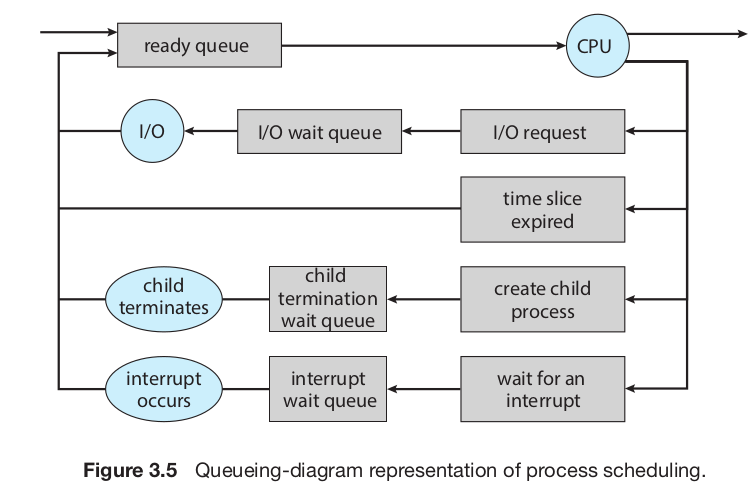 ready queue
CPU
I/O
I/O wait queue
I/O request
time slice
expired
child
terminates
child
termination
wait queue
create child
process
interrupt
occurs
interrupt
wait queue
wait for an
interrupt
Figure 3.5 Queueing-diagram representation of process scheduling.